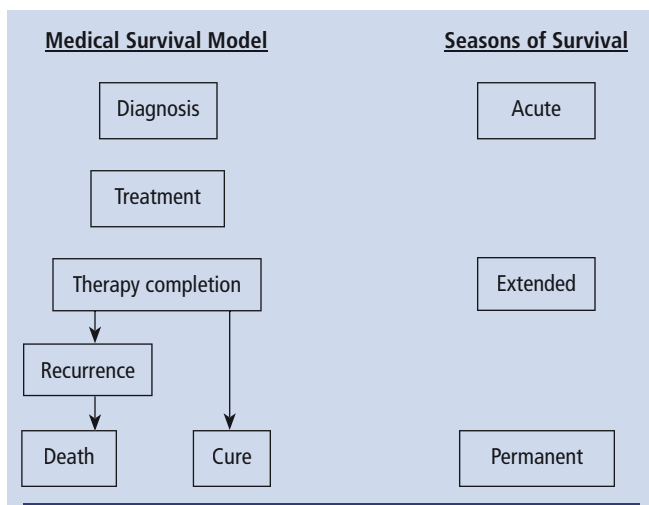 Medical Survival Model
Seasons of Survival
Diagnosis
Acute
Treatment
Therapy completion
Extended
Recurrence
Death
Cure
Permanent